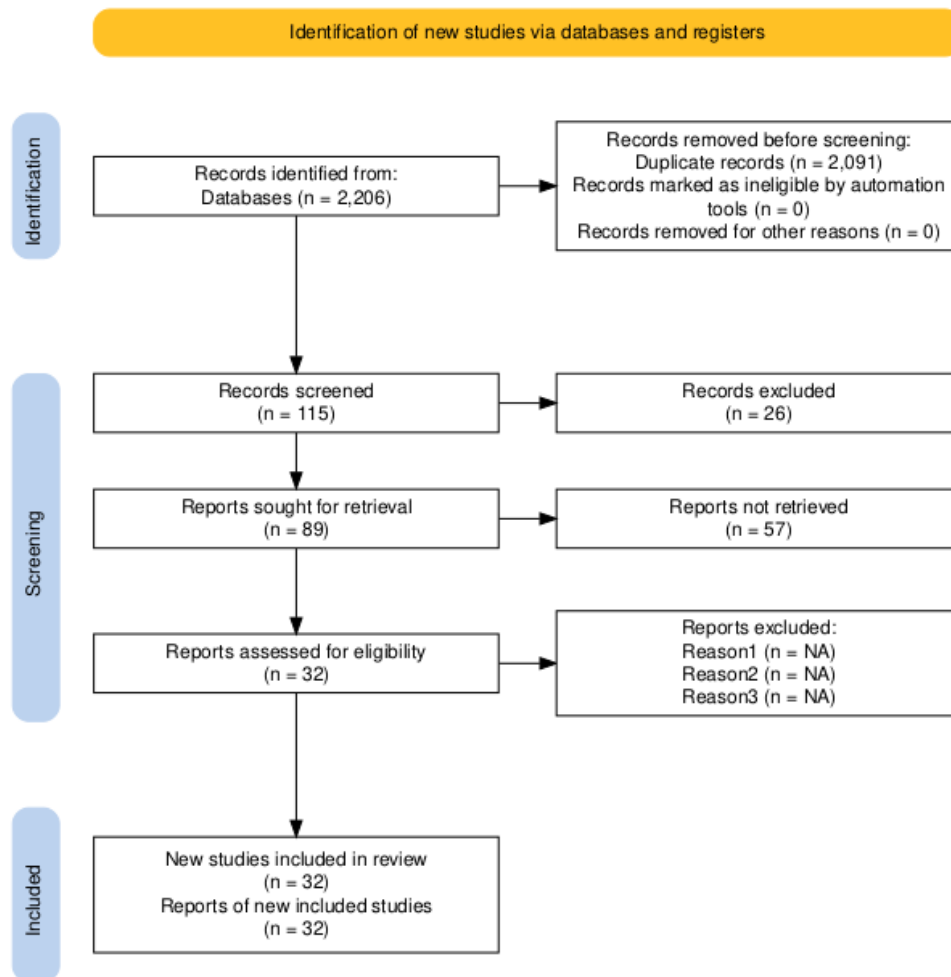 Identification of new studies via databases and registers
Identification
Records identified from:
Databases (n = 2,206)
Records removed before screening:
Duplicate records (n = 2,091)
Records marked as ineligible by automation
tools (n = 0)
Records removed for other reasons (n = 0)
Screening
Records screened
(n = 115)
Records excluded
(n = 26)
Reports sought for retrieval
(n = 89)
Reports not retrieved
(n = 57)
Reports assessed for eligibility
(n = 32)
Reports excluded:
Reason1 (n = NA)
Reason2 (n = NA)
Reason3 (n = NA)
Included
New studies included in review
(n = 32)
Reports of new included studies
(n = 32)